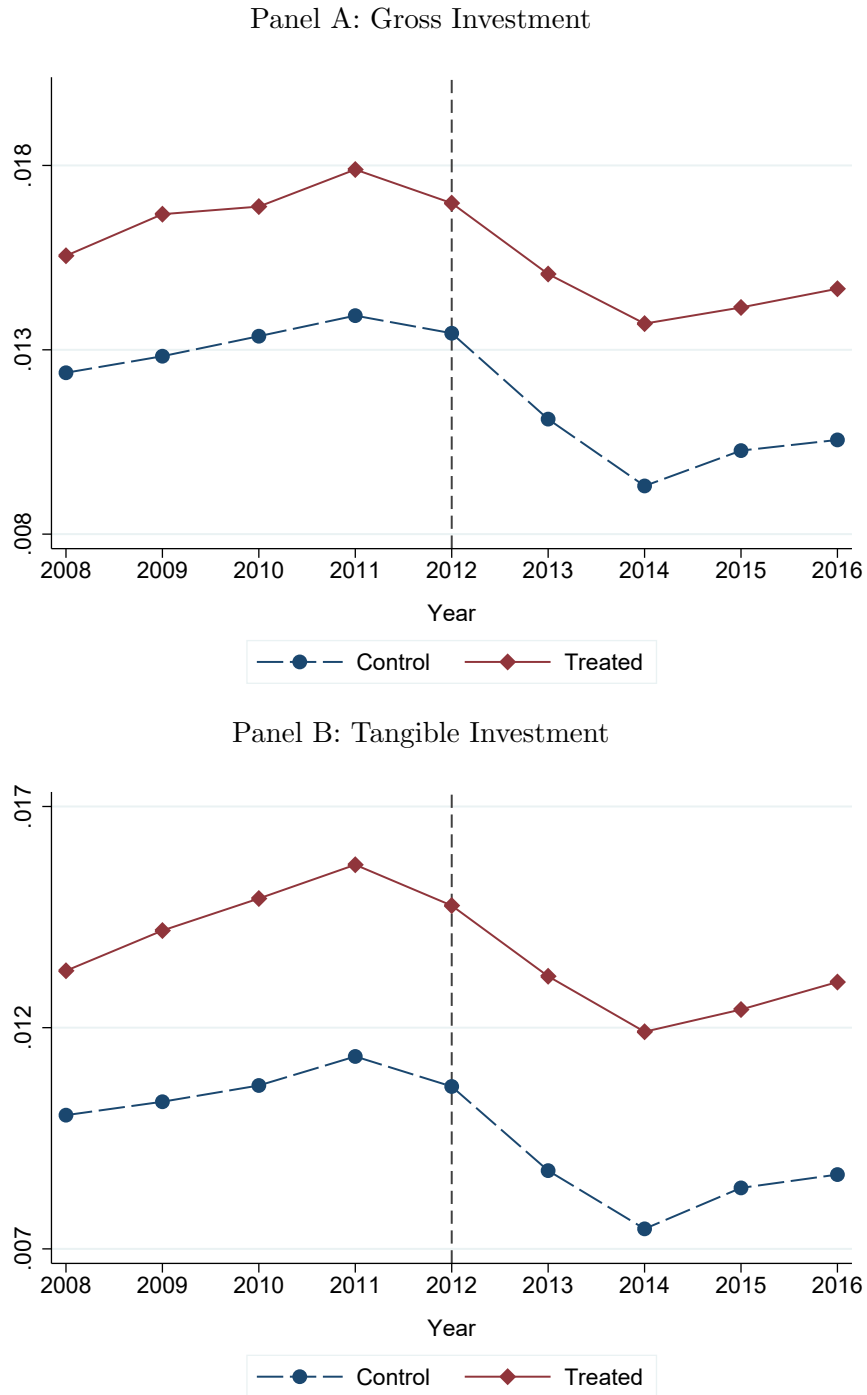 Panel A: Gross Investment
.018
.013
.008
2008 2009 2010 2011 2012 2013 2014 2015 2016
Year
Control Treated
Panel B: Tangible Investment
.017
.012
.007
2008 2009 2010 2011 2012 2013 2014 2015 2016
Year
Control Treated